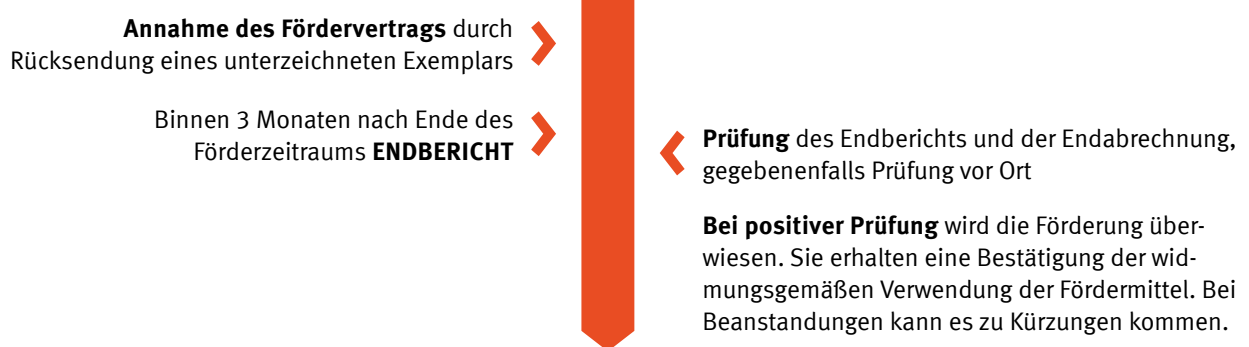 Annahme des Fördervertrags durch
Rücksendung eines unterzeichneten Exemplars
Binnen 3 Monaten nach Ende des
Förderzeitraums ENDBERICHT
Prüfung des Endberichts und der Endabrechnung,
gegebenenfalls Prüfung vor Ort
Bei positiver Prüfung wird die Förderung über-
wiesen. Sie erhalten eine Bestätigung der wid-
mungsgemäßen Verwendung der Fördermittel. Bei
Beanstandungen kann es zu Kürzungen kommen.